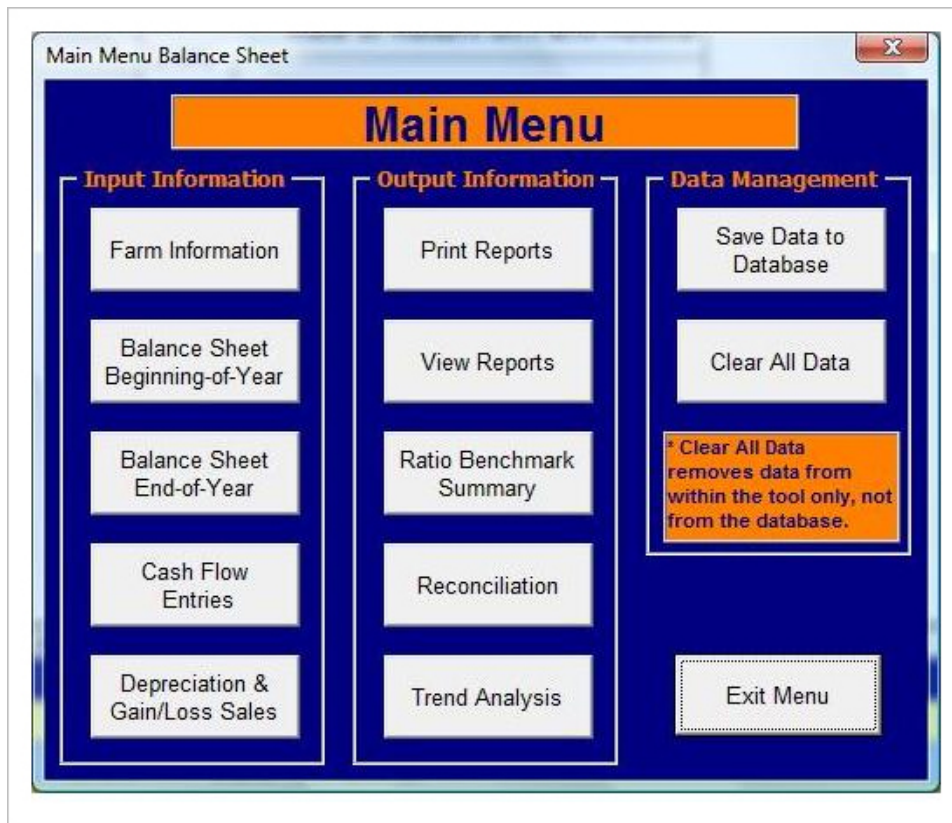 Main Menu Balance Sheet
Main Menu
Input Information
Farm Information
Balance Sheet
Beginning-of-Year
Balance Sheet
End-of-Year
Cash Flow
Entries
Depreciation &
Gain/Loss Sales
Output Information
Print Reports
View Reports
Ratio Benchmark
Summary
Reconciliation
Trend Analysis
Data Management
Save Data to
Database
Clear All Data
* Clear All Data
removes data from
within the tool only, not
from the database.
Exit Menu